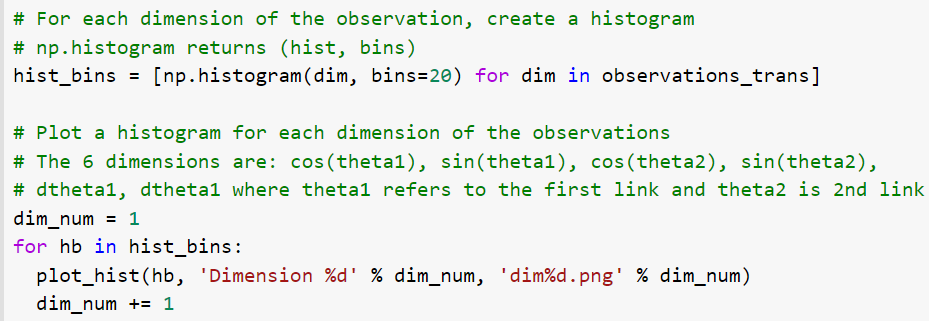 # For each dimension of the observation, create a histogram
# np.histogram returns (hist, bins)
hist_bins = [np.histogram(dim, bins=20) for dim in observations_trans]
# Plot a histogram for each dimension of the observations
# The 6 dimensions are: cos(theta1), sin(theta1), cos(theta2), sin(theta2),
# dtheta1, dtheta1 where theta1 refers to the first link and theta2 is 2nd link
dim_num = 1
for hb in hist_bins:
  plot_hist(hb, 'Dimension %d' % dim_num, 'dim%d.png' % dim_num)
  dim_num += 1